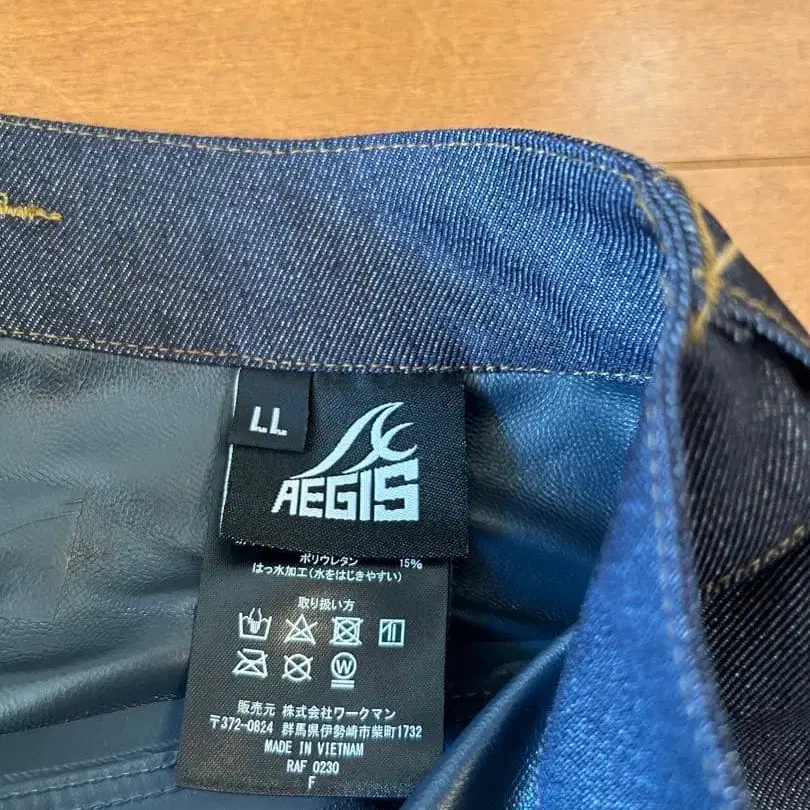 LL
AEGIS
ポリウレタン 15%
はっ水加工(水をはじきやすい)
取り扱い方
W
販売元 株式会社ワークマン
〒372-0824 群馬県伊勢崎市柴町1732
MADE IN VIETNAM
RAF 0230
F